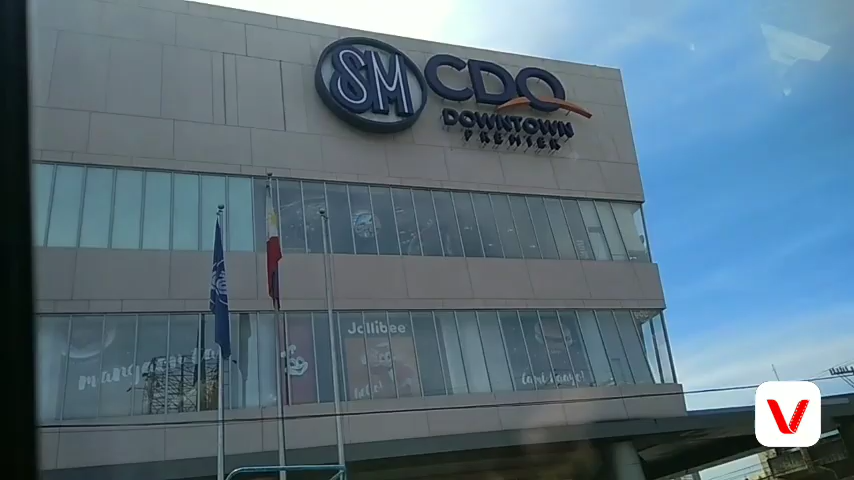 SM
CDO
DOWNTOWN
PREMIER
Jollibee